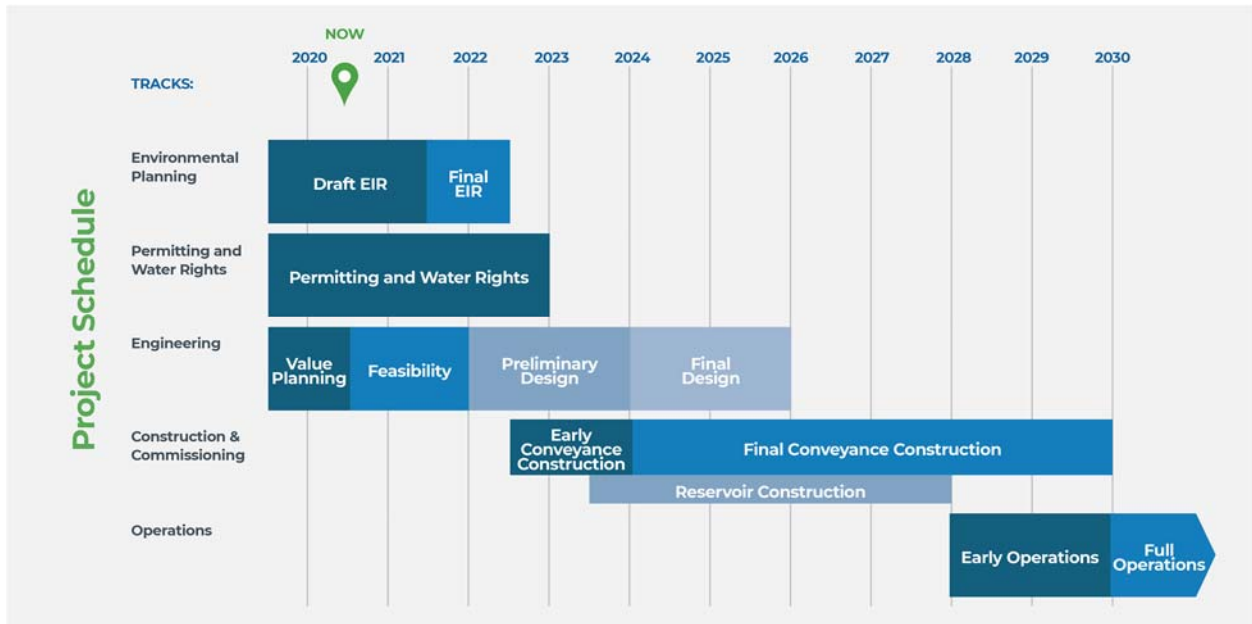 Project Schedule
NOW
2020 2021 2022 2023 2024 2025 2026 2027 2028 2029 2030
TRACKS:
Environmental
Planning
Draft EIR
Final
EIR
Permitting and
Water Rights
Permitting and Water Rights
Engineering
Value
Planning
Feasibility
Preliminary
Design
Final
Design
Construction &
Commissioning
Early
Conveyance
Construction
Final Conveyance Construction
Reservoir Construction
Operations
Early Operations
Full
Operations